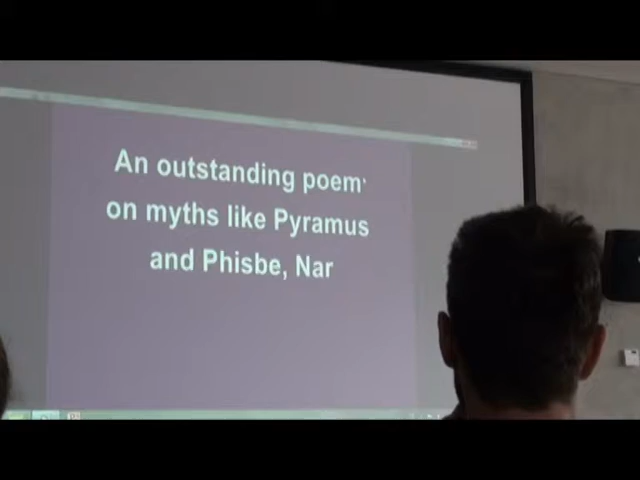 An outstanding poem
on myths like Pyramus
and Phisbe, Nar